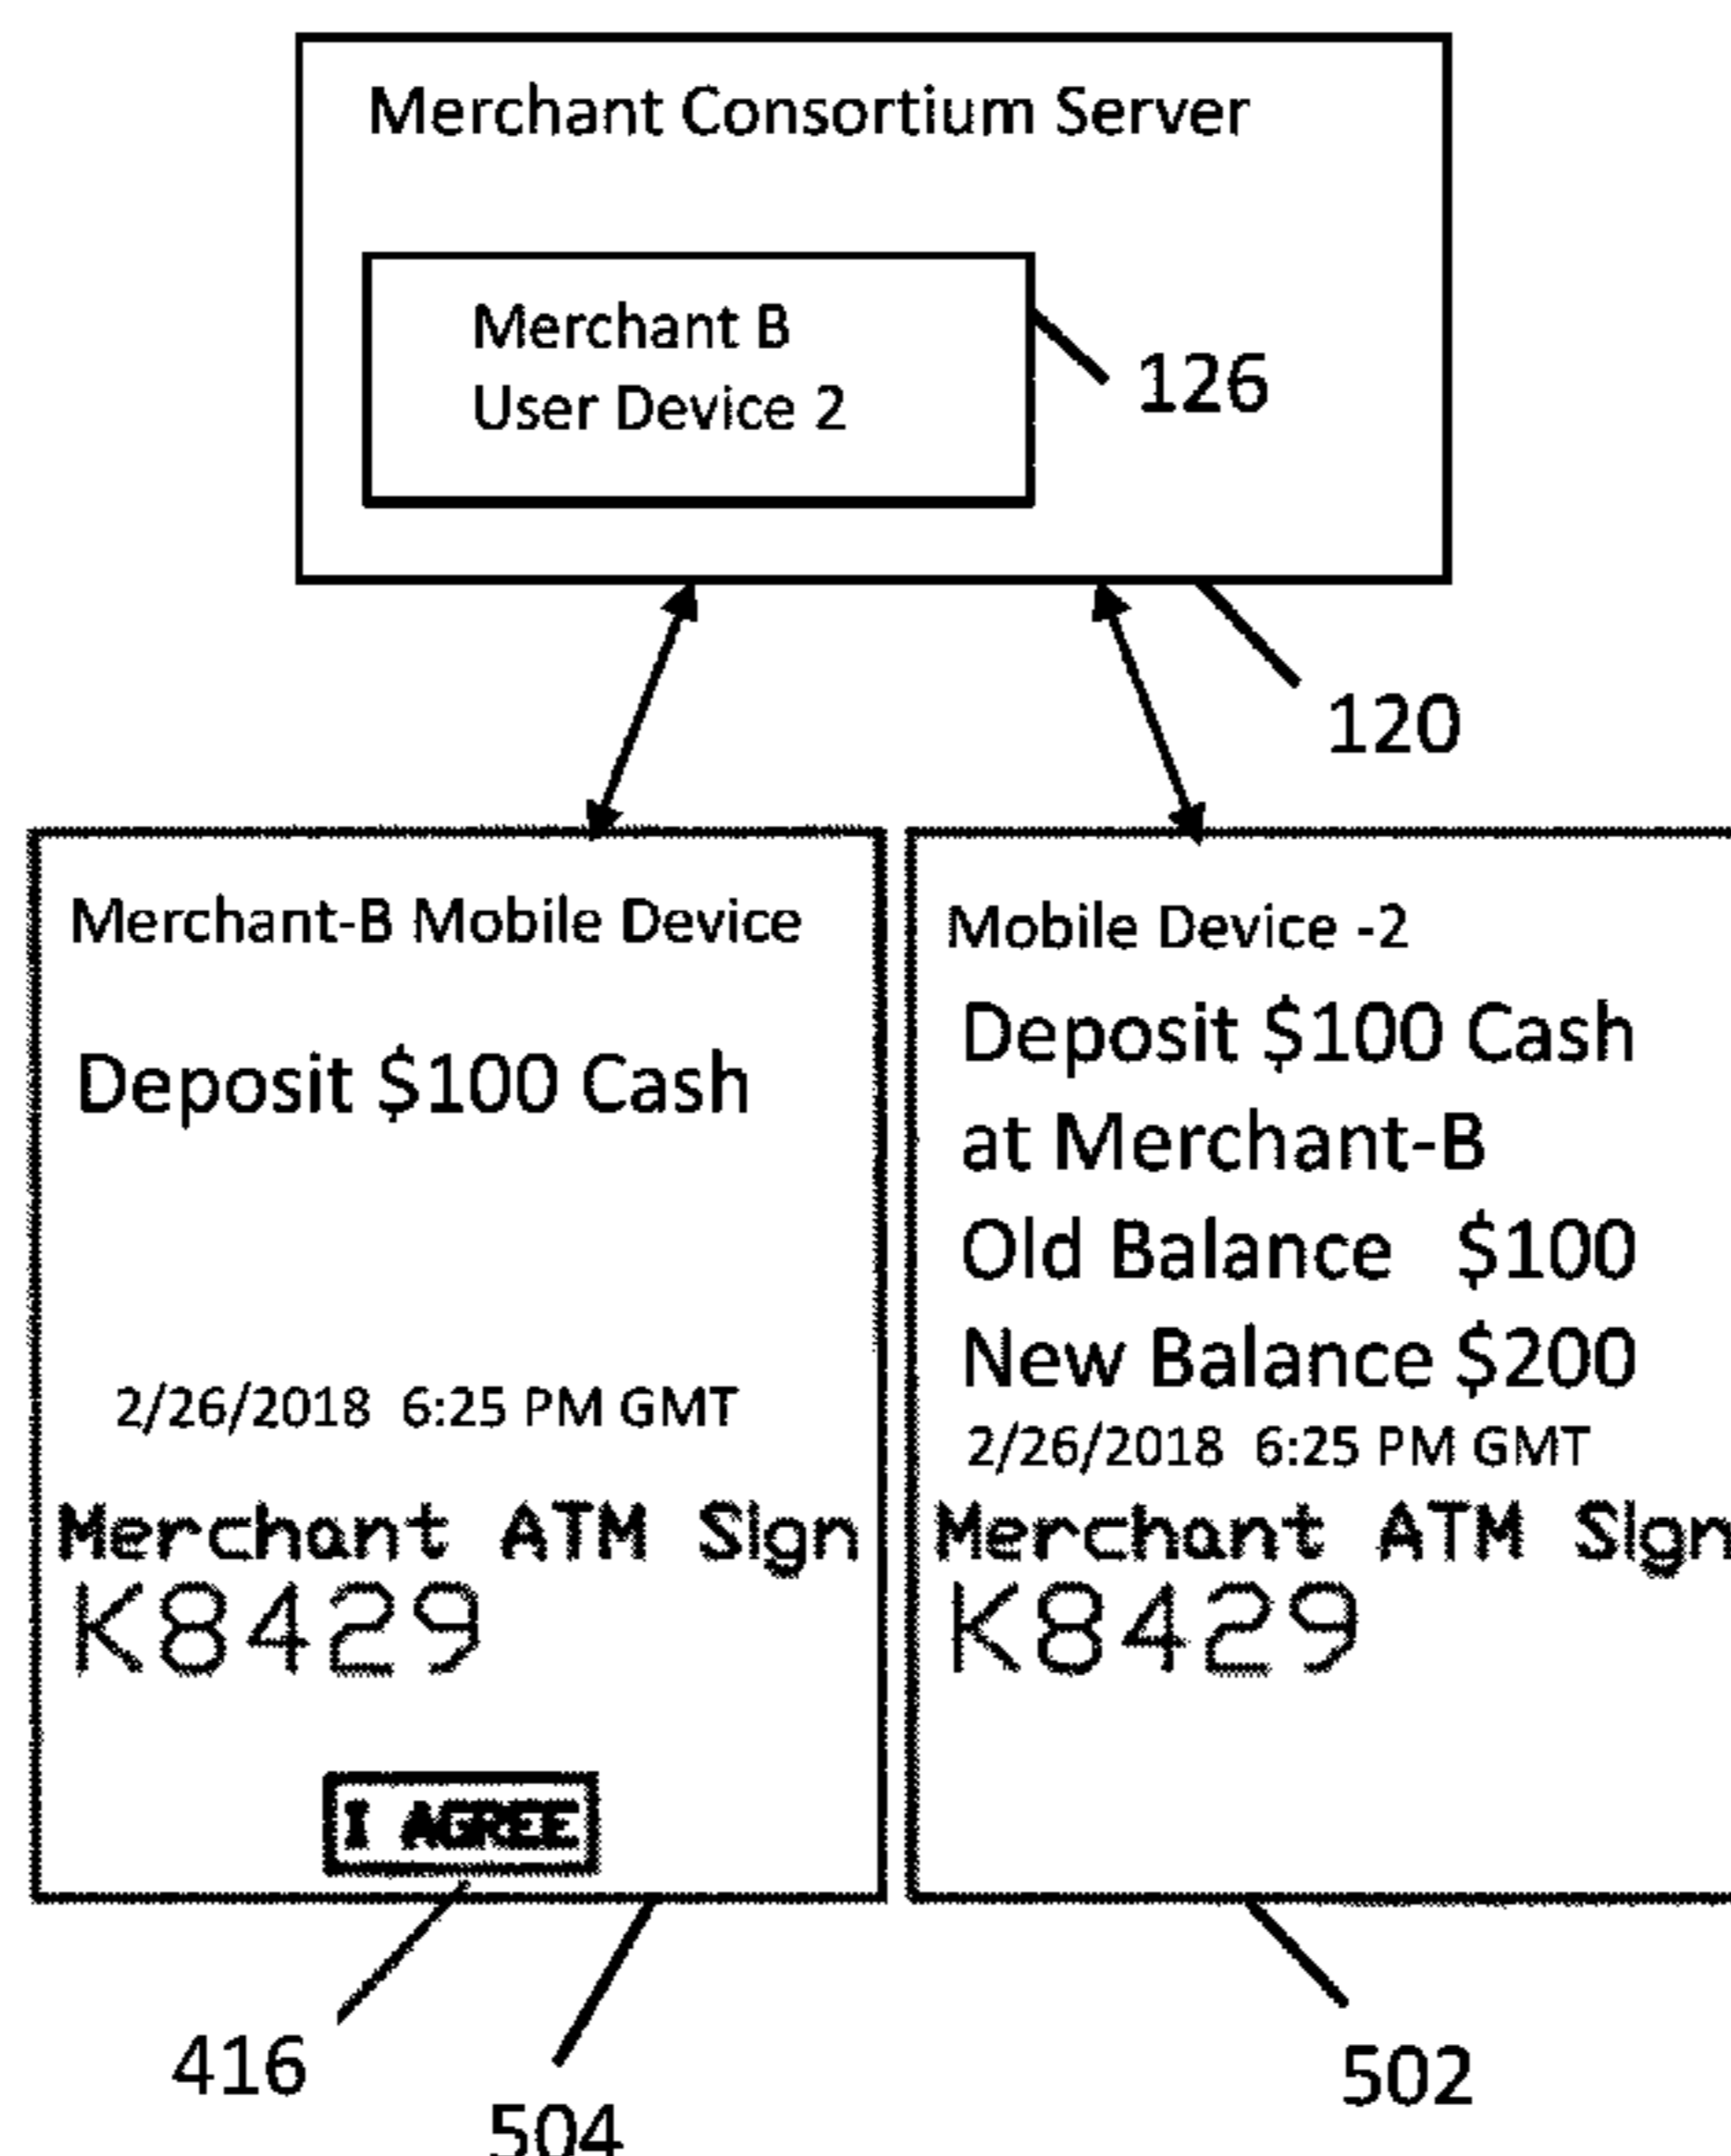 Merchant Consortium Server
Merchant B
User Device 2
126
120
Merchant-B Mobile Device
Deposit $100 Cash
2/26/2018 6:25 PM GMT
Merchant ATM Sign
K8429
I AGREE
Mobile Device -2
Deposit $100 Cash
at Merchant-B
Old Balance $100
New Balance $200
2/26/2018 6:25 PM GMT
Merchant ATM Sign
K8429
416
504
502